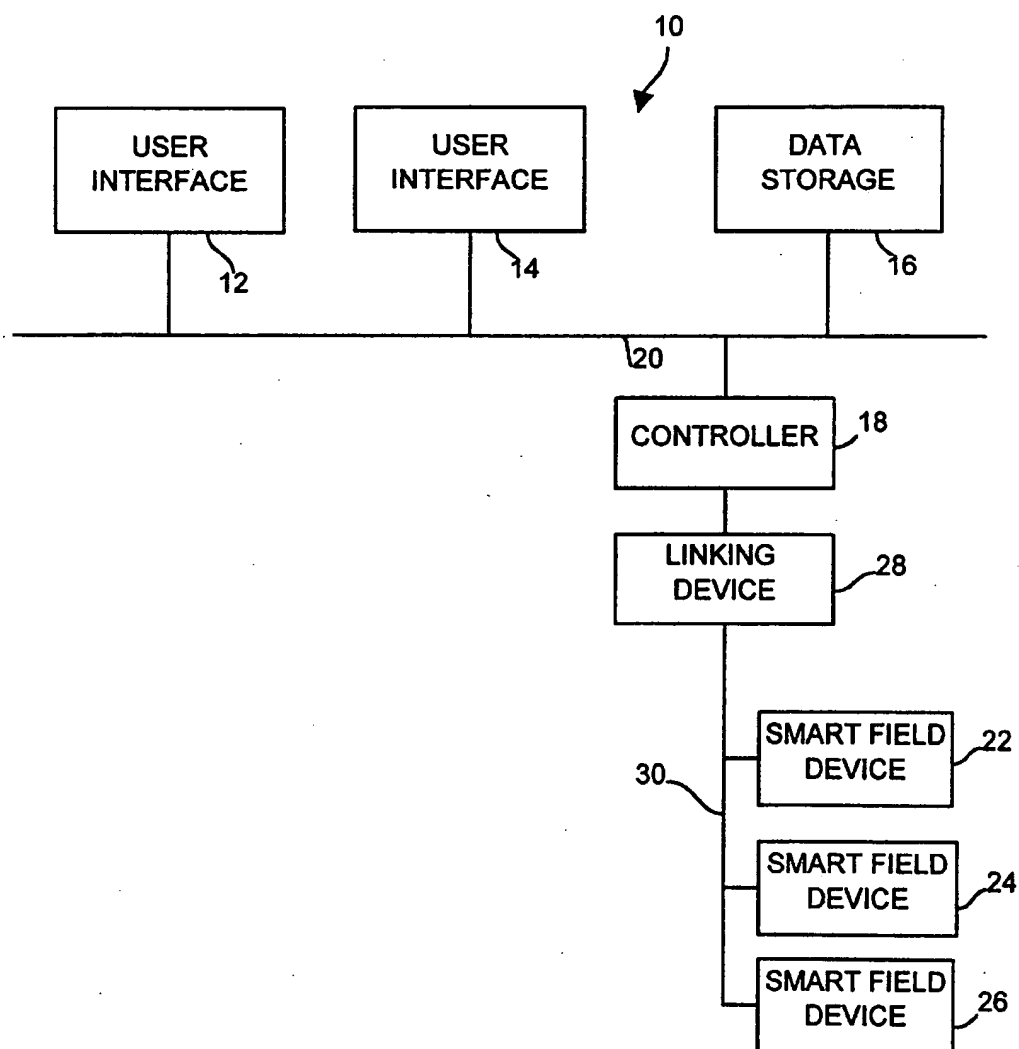 10
USER
INTERFACE
USER
INTERFACE
DATA
STORAGE
12
14
16
20
CONTROLLER
18
LINKING
DEVICE
28
SMART FIELD
DEVICE
22
30
SMART FIELD
DEVICE
24
SMART FIELD
DEVICE
26